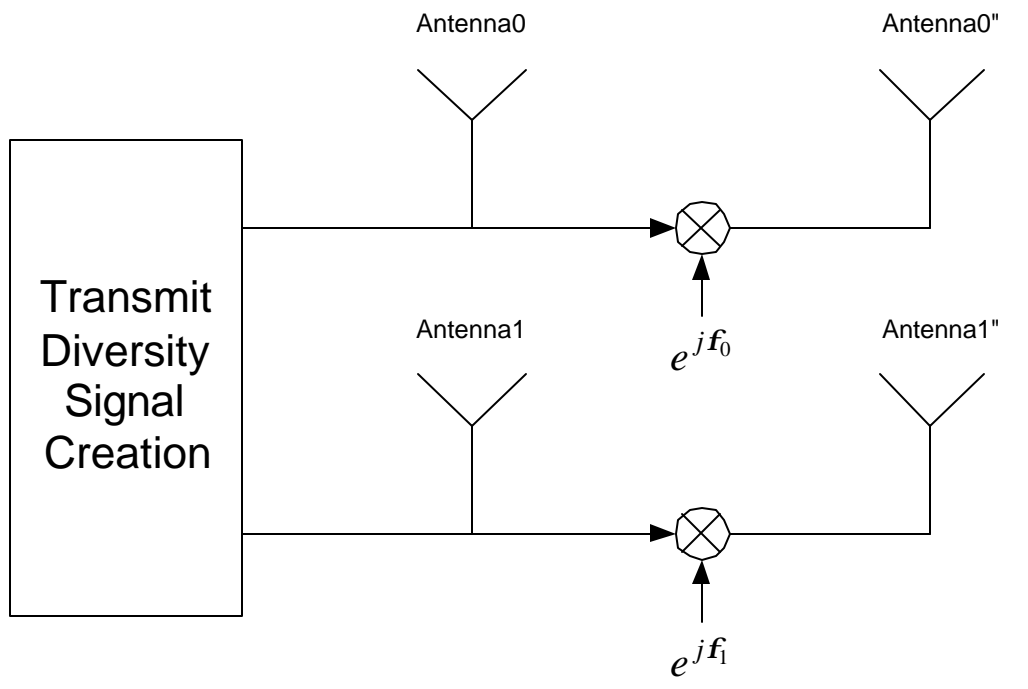 Antenna0
Antenna0"
Transmit
Diversity
Signal
Creation
e^{jf_0}
Antenna1
Antenna1"
e^{jf_1}